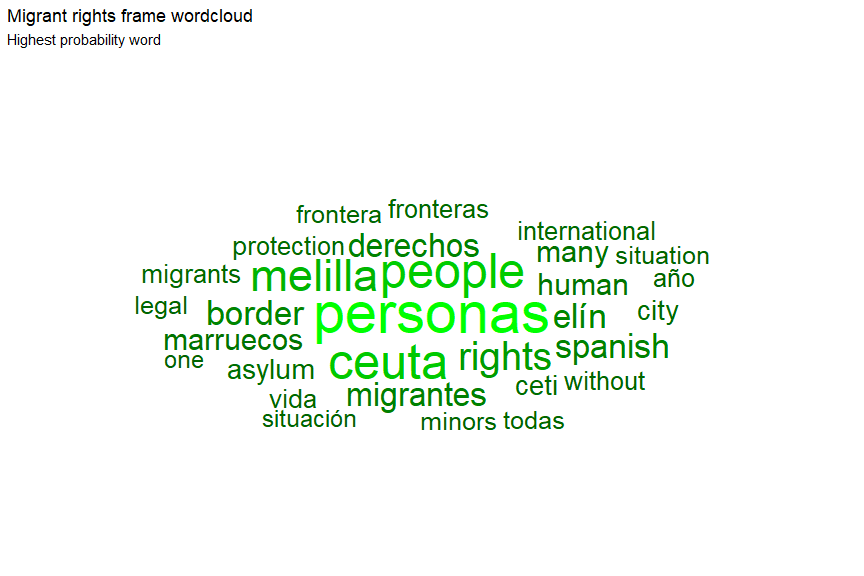 Migrant rights frame wordcloud
Highest probability word
frontera fronteras
international
protection derechos many situation
migrants melilla people human año
legal border personas elín city
marruecos ceuta rights spanish
one asylum migrantes ceti without
vida
situación minors todas